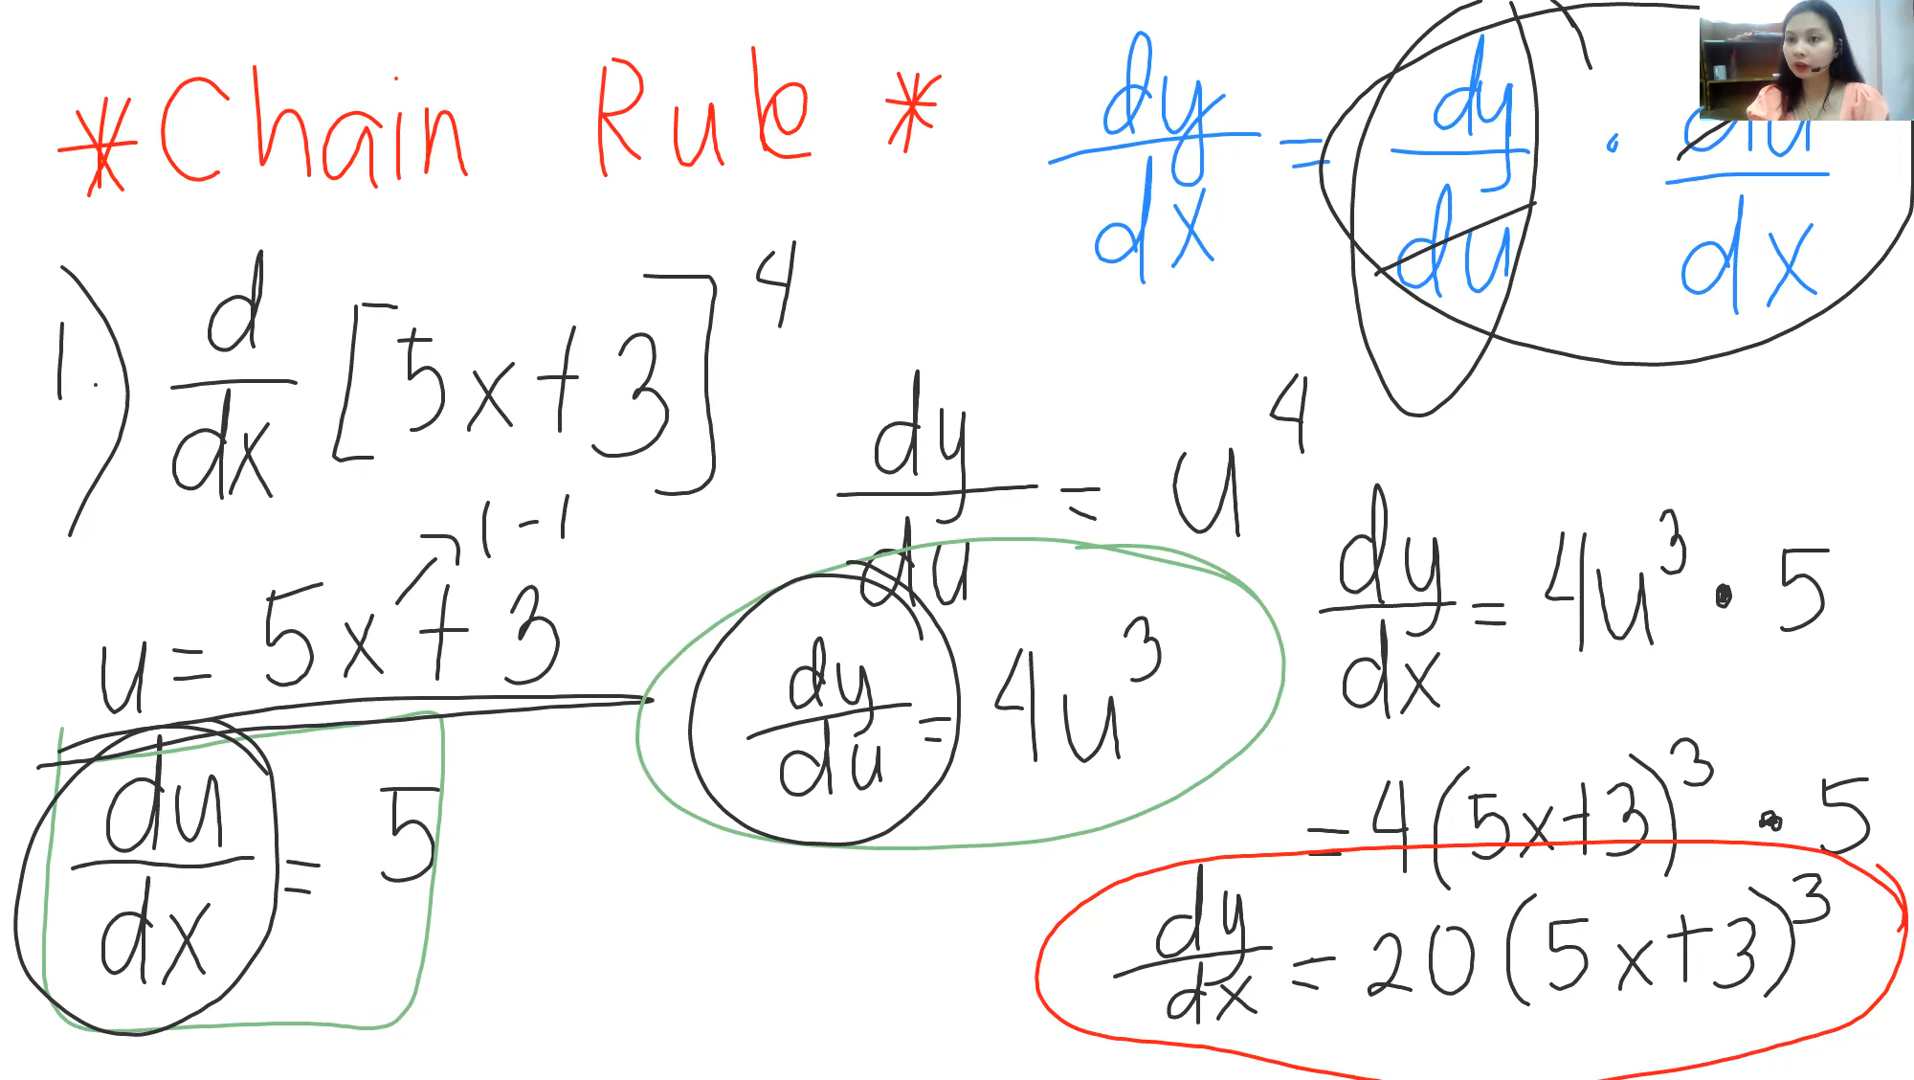 *Chain Rule*
dy/dx = dy/du · du/dx
1.) d/dx [5x+3]^4
u = 5x+3
1-1
du/dx = 5
dy/du = u^4
dy/du = 4u^3
dy/dx = 4u^3 · 5
= 4(5x+3)^3 · 5
dy/dx = 20(5x+3)^3